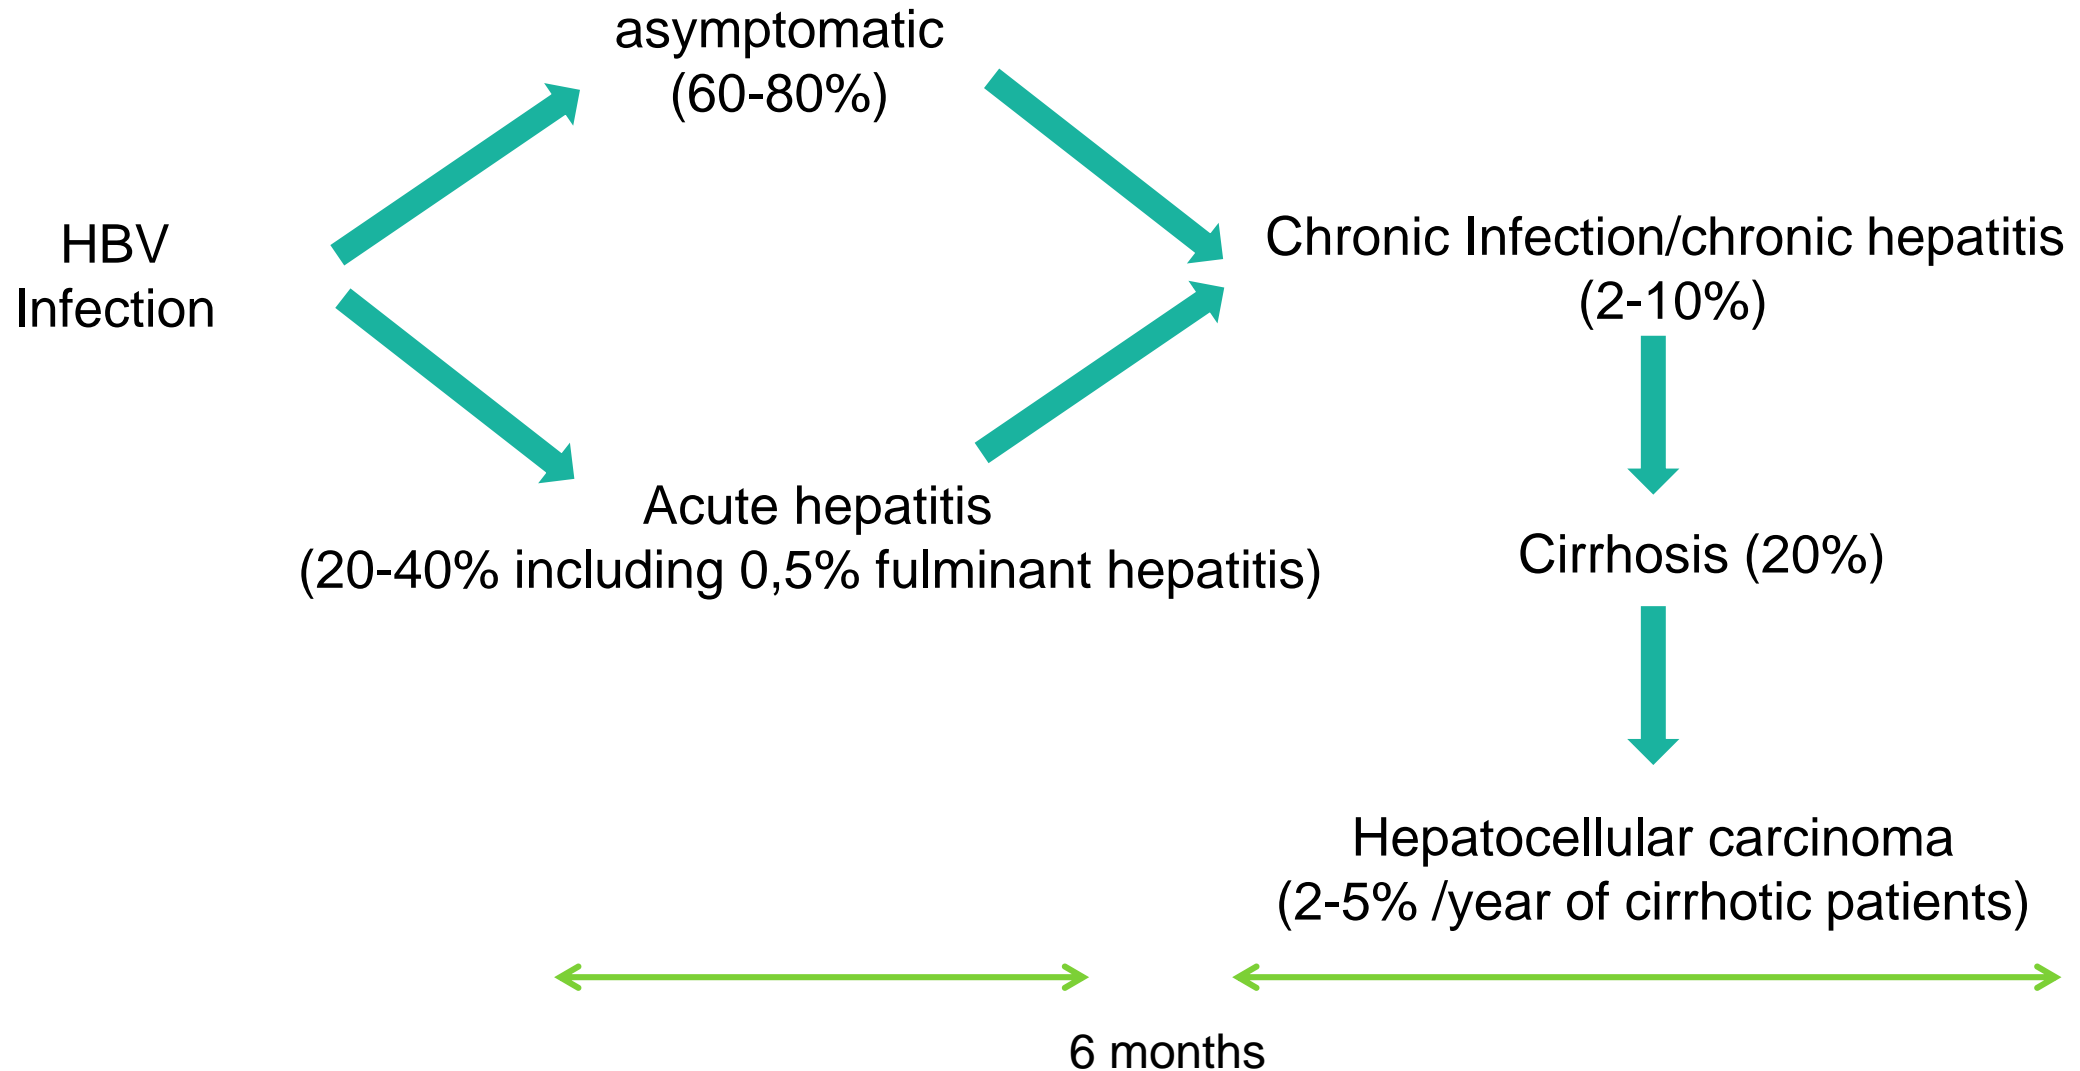 asymptomatic
(60-80%)
HBV
Infection
Chronic Infection/chronic hepatitis
(2-10%)
Acute hepatitis
(20-40% including 0,5% fulminant hepatitis)
Cirrhosis (20%)
Hepatocellular carcinoma
(2-5% /year of cirrhotic patients)
6 months